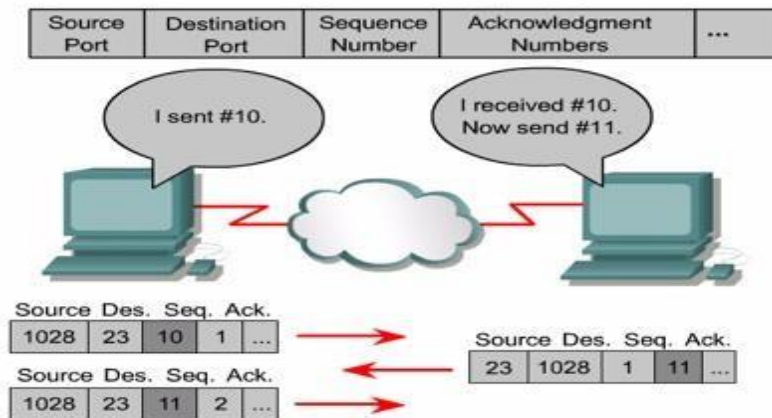 Source Port Destination Port Sequence Number Acknowledgment Numbers ...
I sent #10.
I received #10.
Now send #11.
Source Des. Seq. Ack.
1028 23 10 1 ...
Source Des. Seq. Ack.
23 1028 1 11 ...
Source Des. Seq. Ack.
1028 23 11 2 ...